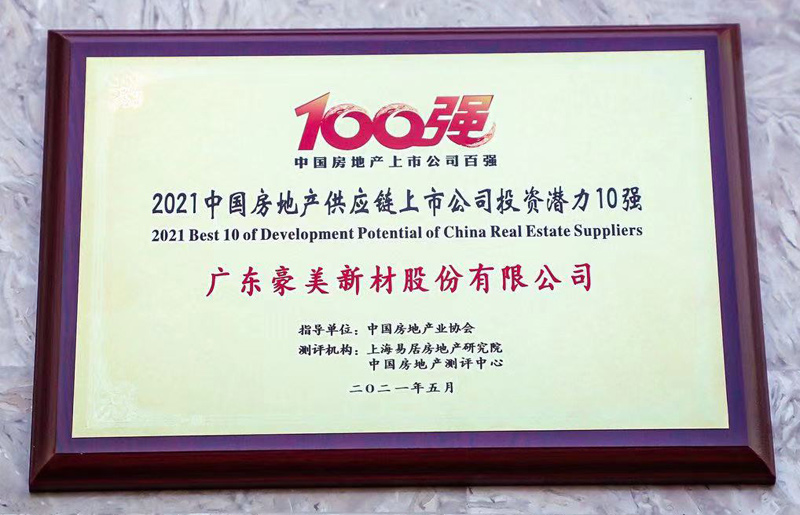 100强
中国房地产上市公司百强
2021中国房地产供应链上市公司投资潜力10强
2021 Best 10 of Development Potential of China Real Estate Suppliers
广东豪美新材股份有限公司
指导单位：中国房地产业协会
测评机构：上海易居房地产研究院
中国房地产测评中心
二〇二一年五月